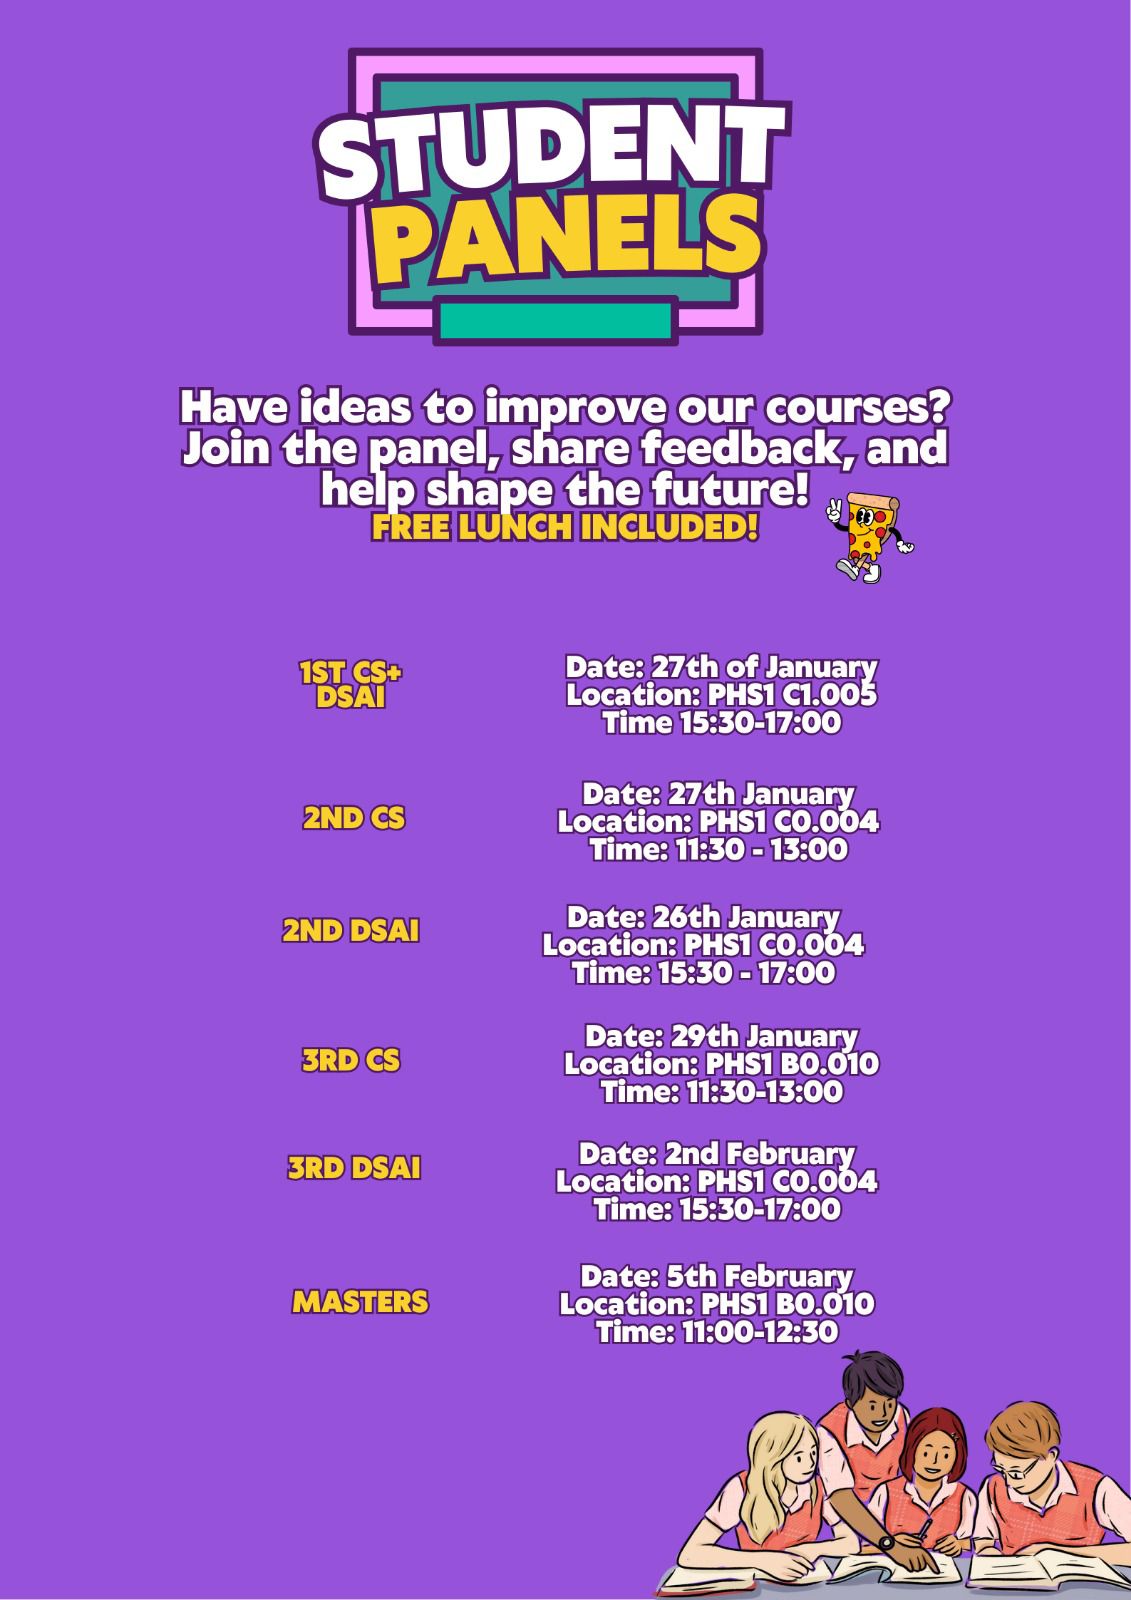 STUDENT
PANELS
Have ideas to improve our courses?
Join the panel, share feedback, and
help shape the future!
FREE LUNCH INCLUDED!
1ST CS+
DSAI
Date: 27th of January
Location: PHS1 C1.005
Time 15:30-17:00
2ND CS
Date: 27th January
Location: PHS1 C0.004
Time: 11:30 - 13:00
2ND DSAI
Date: 26th January
Location: PHS1 C0.004
Time: 15:30 - 17:00
3RD CS
Date: 29th January
Location: PHS1 B0.010
Time: 11:30-13:00
3RD DSAI
Date: 2nd February
Location: PHS1 C0.004
Time: 15:30-17:00
MASTERS
Date: 5th February
Location: PHS1 B0.010
Time: 11:00-12:30